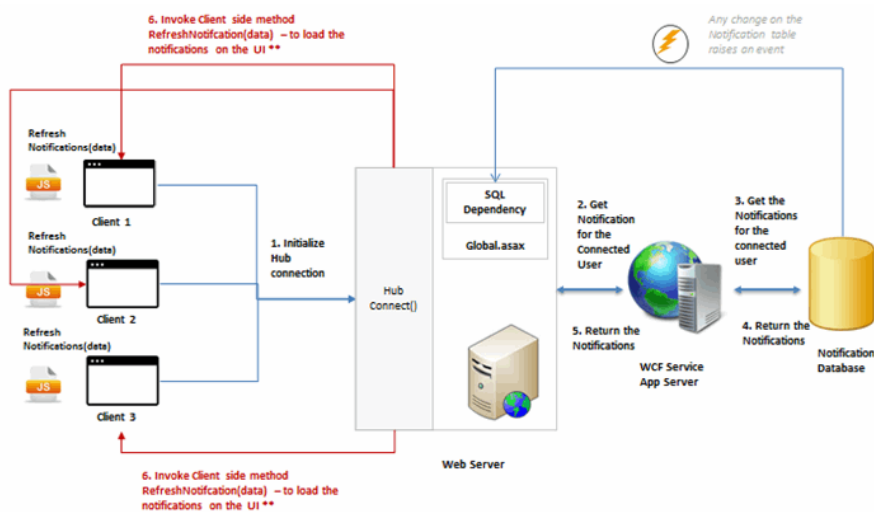 6. Invoke Client side method
RefreshNotifcation(data) – to load the
notifications on the UI **
Any change on the
Notification table
raises on event
Refresh
Notifications(data)
JS
Client 1
Refresh
Notifications(data)
JS
Client 2
Refresh
Notifications(data)
JS
Client 3
1. Initialize
Hub
connection
Hub
Connect()
SQL
Dependency
Global.asax
Web Server
2. Get
Notification
for the
Connected
User
5. Return the
Notifications
WCF Service
App Server
3. Get the
Notifications
for the
connected
user
4. Return the
Notifications
Notification
Database
6. Invoke Client side method
RefreshNotifcation(data) – to load the
notifications on the UI **